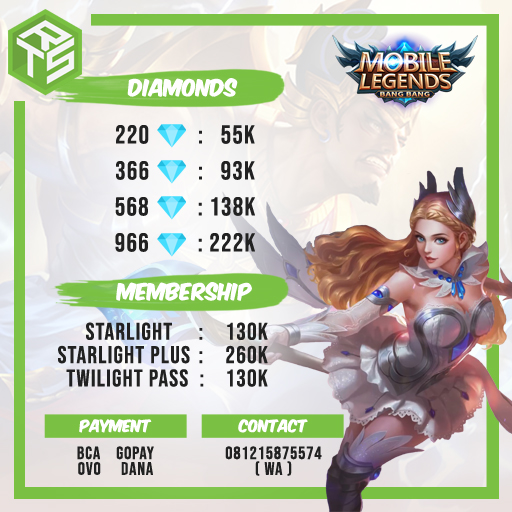 RTS
DIAMONDS
MOBILE
LEGENDS
BANG BANG
220 : 55K
366 : 93K
568 : 138K
966 : 222K
MEMBERSHIP
STARLIGHT : 130K
STARLIGHT PLUS : 260K
TWILIGHT PASS : 130K
PAYMENT
BCA GOPAY
OVO DANA
CONTACT
081215875574
( WA )